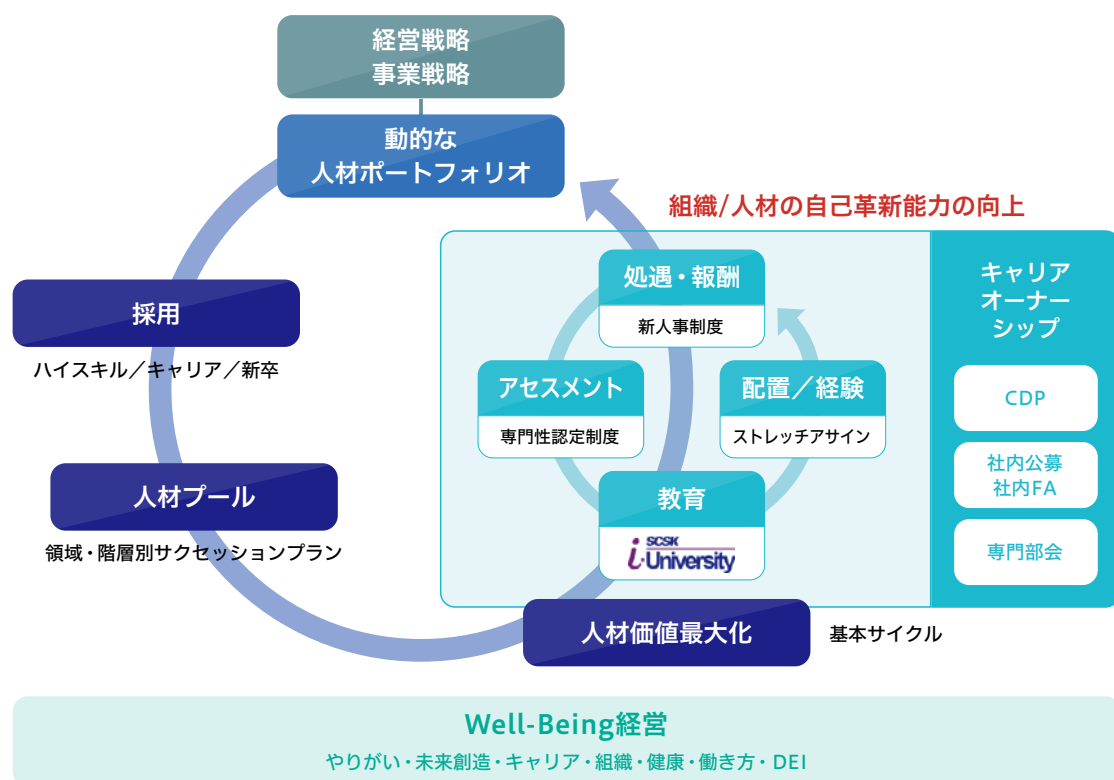 経営戦略
事業戦略
動的な
人材ポートフォリオ
組織/人材の自己革新能力の向上
採用
ハイスキル／キャリア／新卒
人材プール
領域・階層別サクセッションプラン
処遇・報酬
新人事制度
アセスメント
専門性認定制度
配置／経験
ストレッチアサイン
教育
SCSK
i-University
キャリア
オーナー
シップ
CDP
社内公募
社内FA
専門部会
人材価値最大化
基本サイクル
Well-Being経営
やりがい・未来創造・キャリア・組織・健康・働き方・DEI